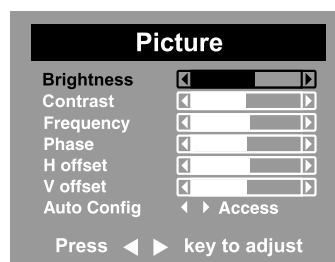 Picture
Brightness
Contrast
Frequency
Phase
H offset
V offset
Auto Config Access
Press key to adjust